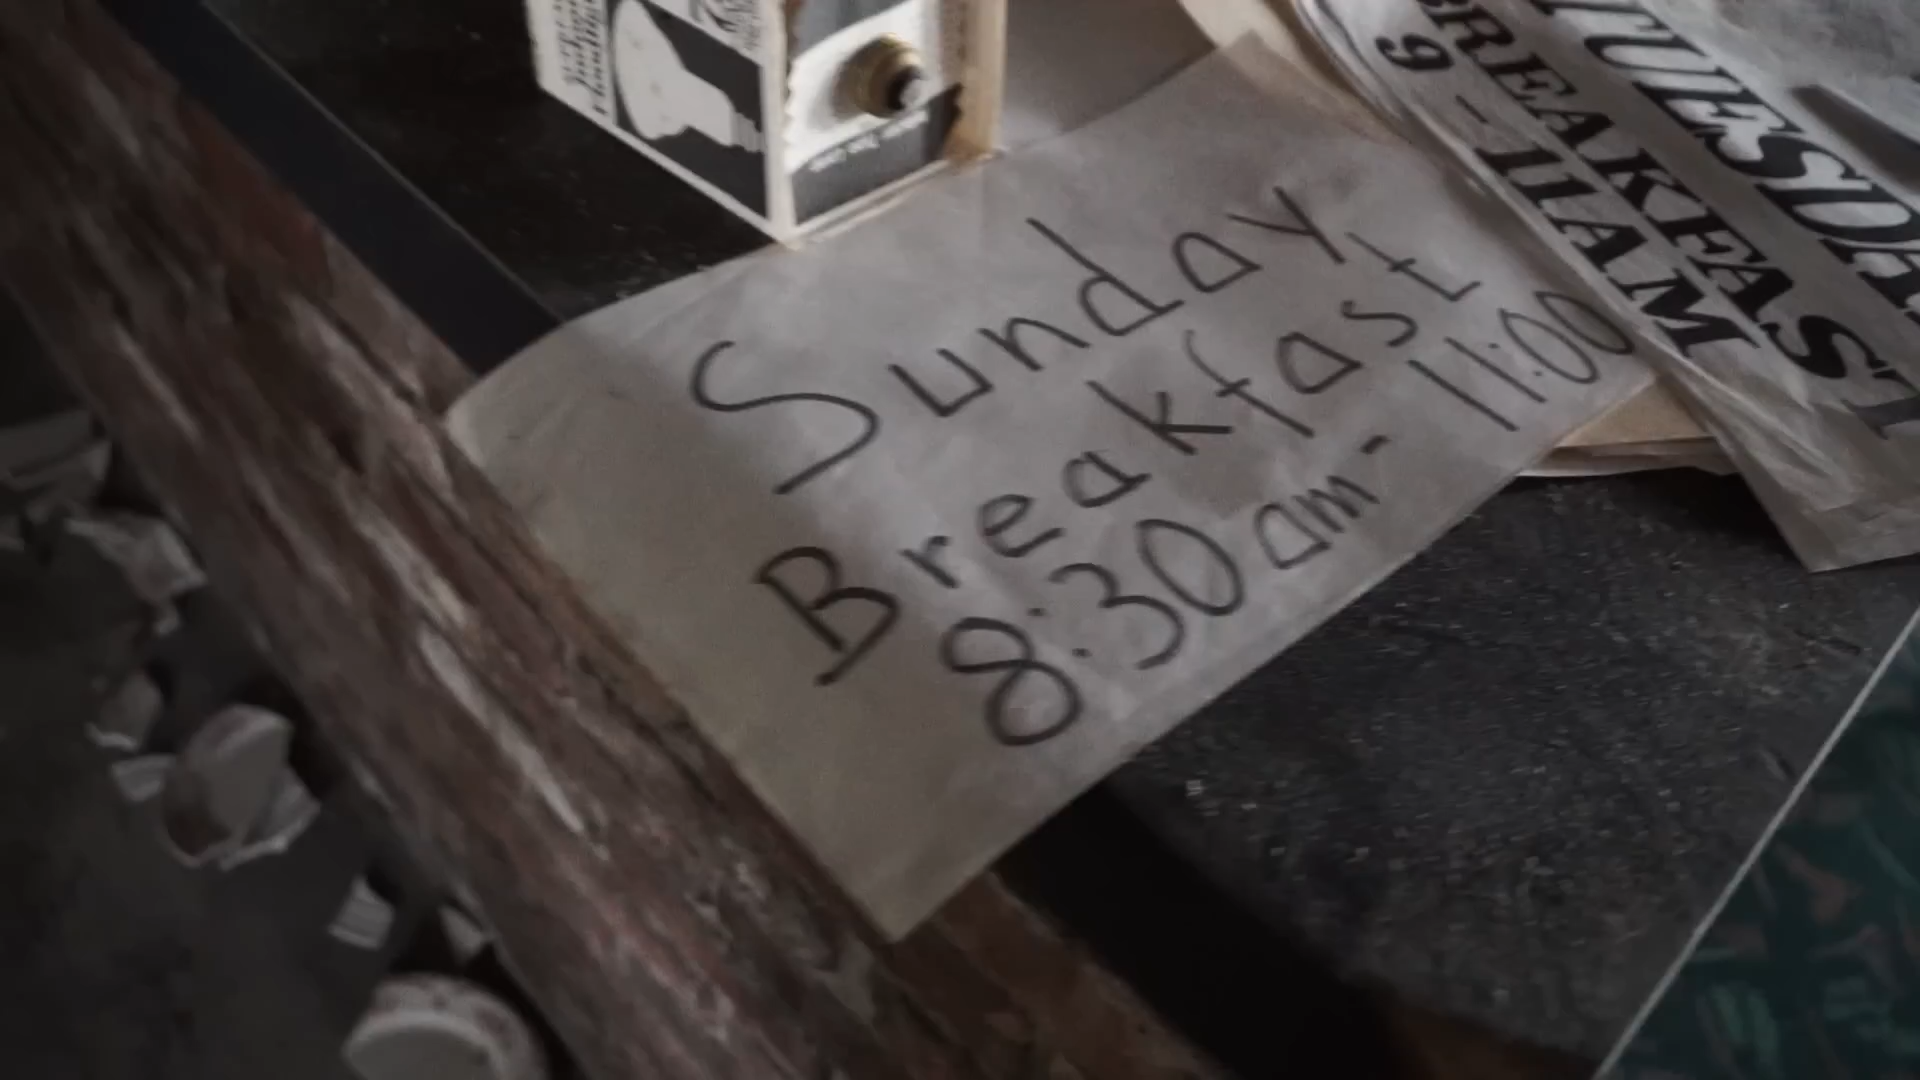 Sunday
Breakfast
8:30am - 11:00
TUESDA
BREAKFAST
9 - 11AM